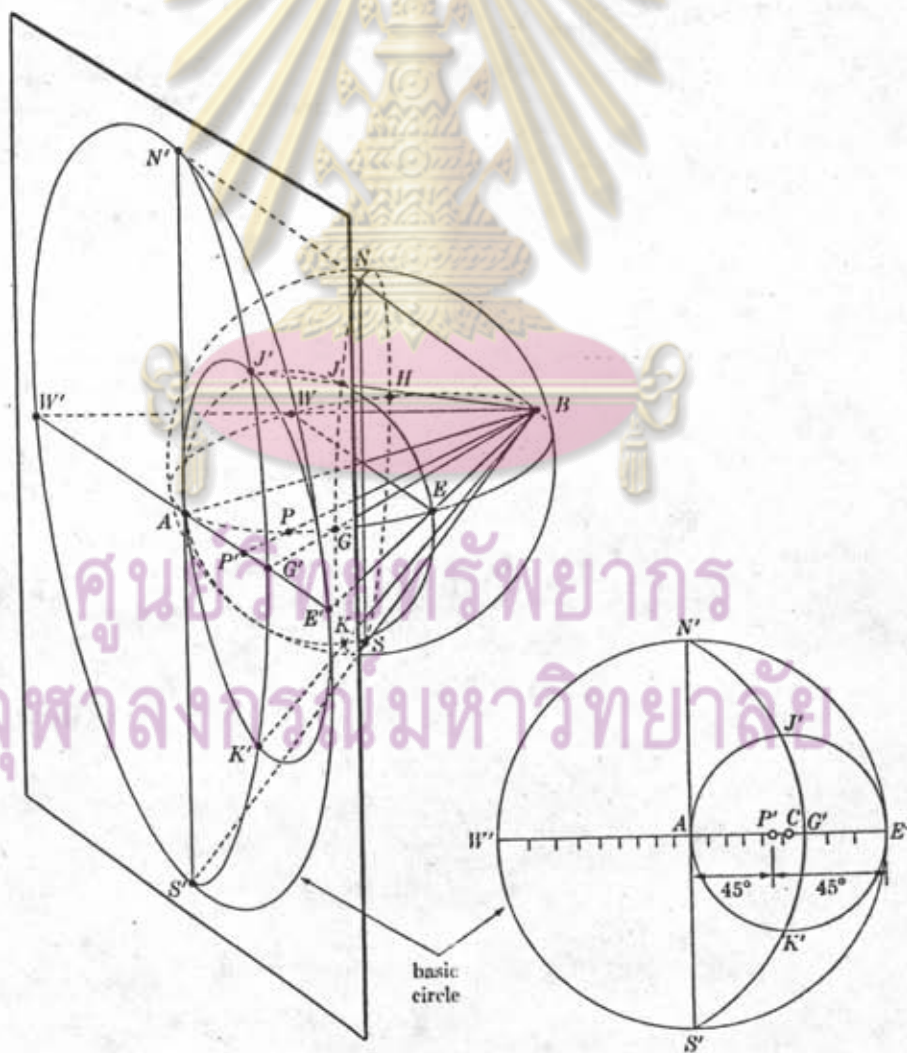 N'
N
J'
J
H
W'
W
B
A
P
E
P'
G
G'
E'
K
S
ศูนย์วิทยทรัพยากร
จุฬาลงกรณ์มหาวิทยาลัย
K'
S'
basic
circle
N'
J'
W'
A
P'
C
G'
E'
45°
45°
K'
S'